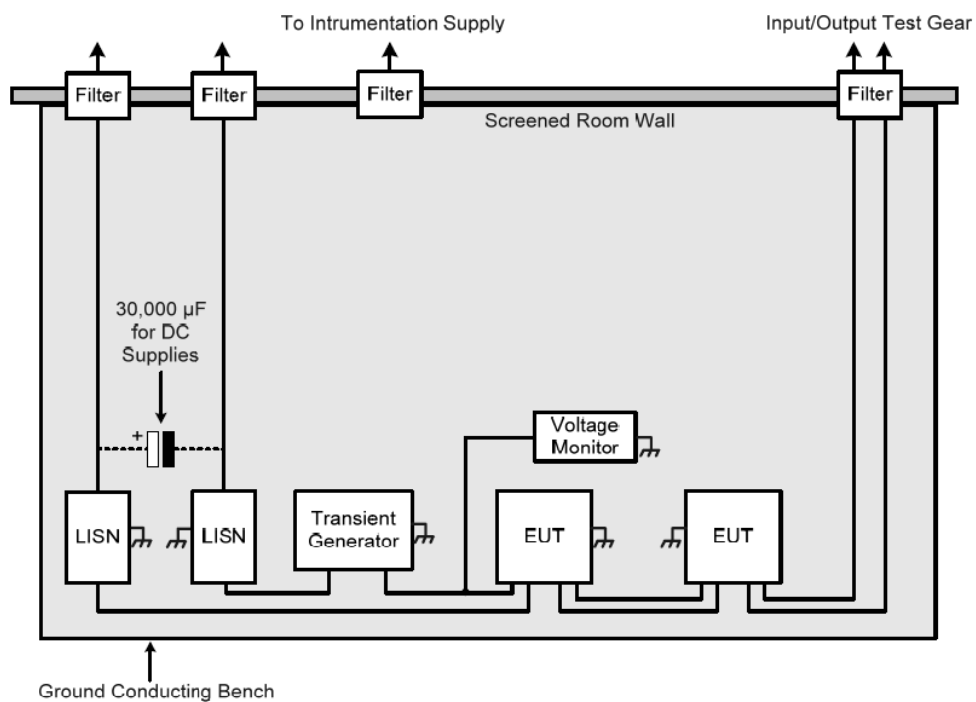 To Intrumentation Supply
Input/Output Test Gear
Filter
Filter
Filter
Filter
Screened Room Wall
30,000 µF
for DC
Supplies
+
Voltage
Monitor
LISN
LISN
Transient
Generator
EUT
EUT
Ground Conducting Bench